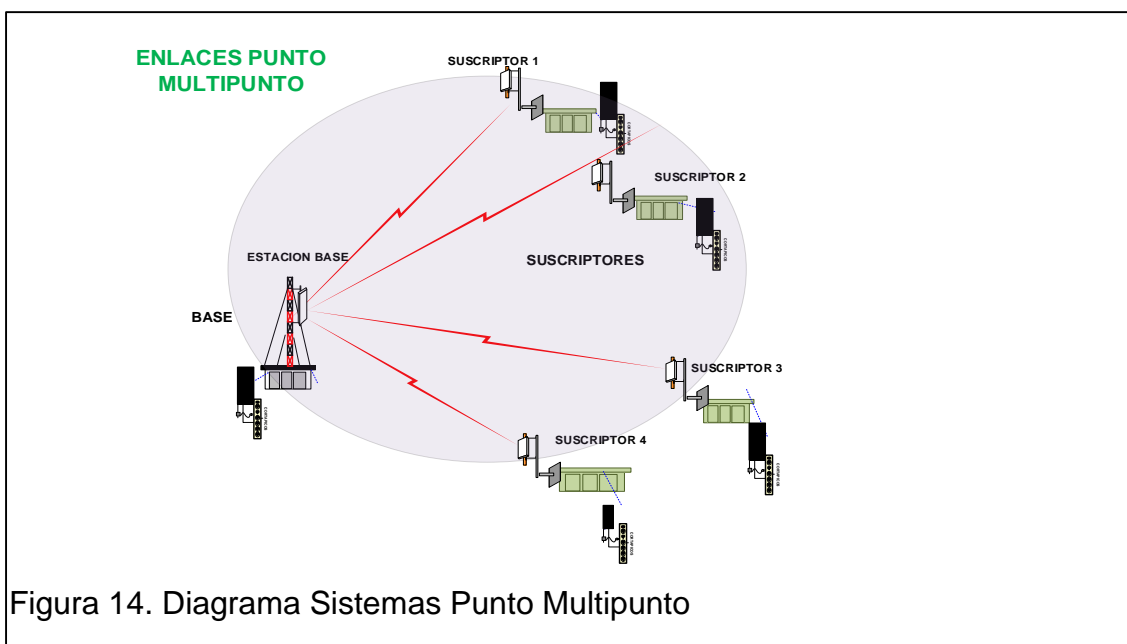 ENLACES PUNTO
MULTIPUNTO
SUSCRIPTOR 1
SUSCRIPTOR 2
ESTACION BASE
SUSCRIPTORES
BASE
SUSCRIPTOR 3
SUSCRIPTOR 4
Figura 14. Diagrama Sistemas Punto Multipunto